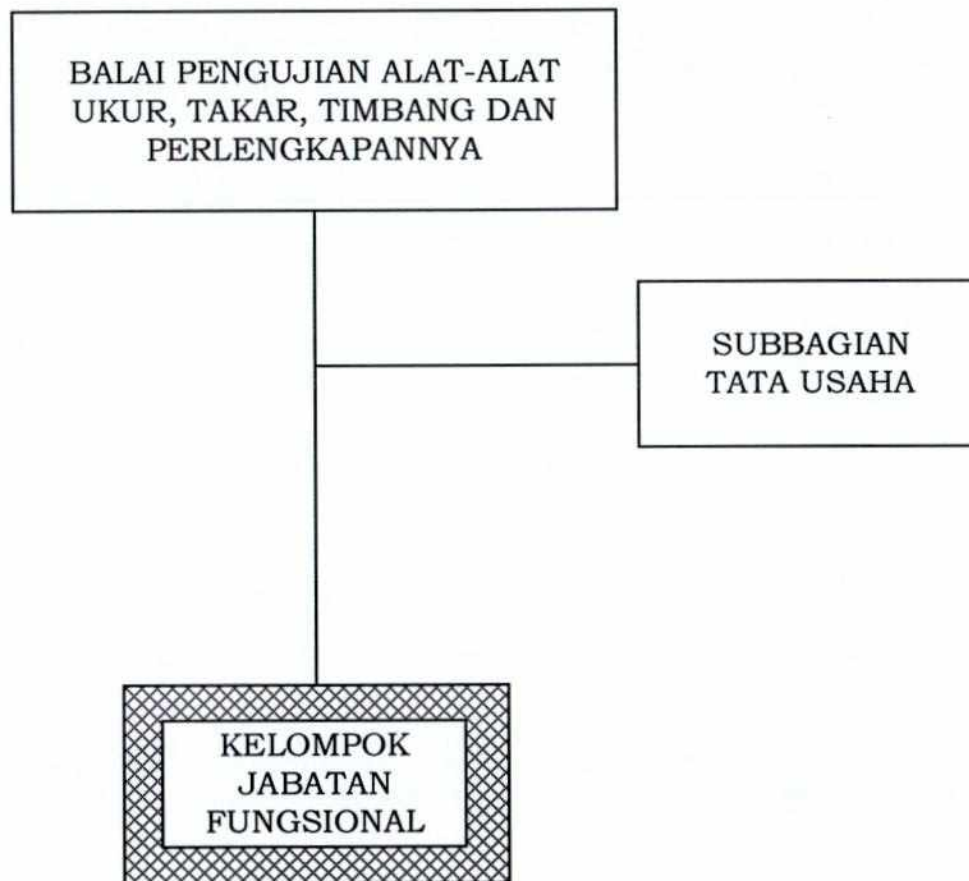 BALAI PENGUJIAN ALAT-ALAT
UKUR, TAKAR, TIMBANG DAN
PERLENGKAPANNYA
SUBBAGIAN
TATA USAHA
KELOMPOK
JABATAN
FUNGSIONAL